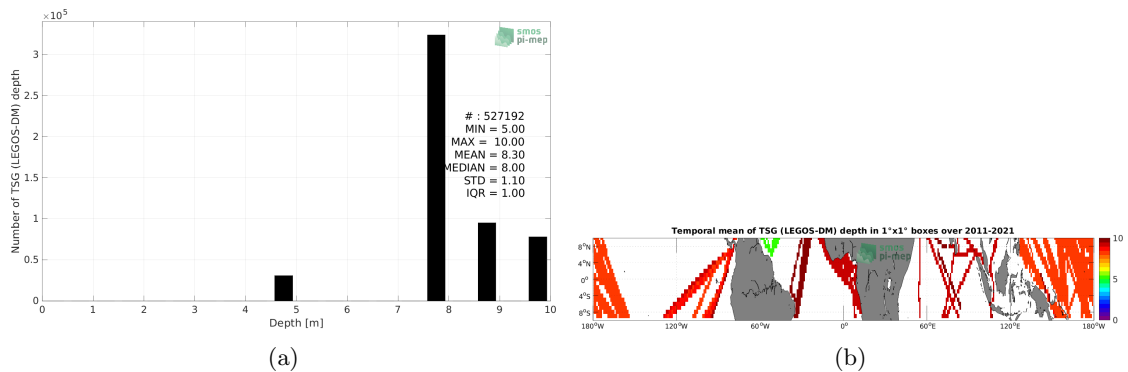 ×10⁵
smos
pi-mep
3
2.5
2
1.5
1
0.5
0
Number of TSG (LEGOS-DM) depth
# : 527192
MIN = 5.00
MAX = 10.00
MEAN = 8.30
MEDIAN = 8.00
STD = 1.10
IQR = 1.00
0 1 2 3 4 5 6 7 8 9 10
Depth [m]
(a)
Temporal mean of TSG (LEGOS-DM) depth in 1°x1° boxes over 2011-2021
smos
pi-mep
8°N
4°N
0°
4°S
8°S
180°W 120°W 60°W 0° 60°E 120°E 180°W
10
5
0
(b)